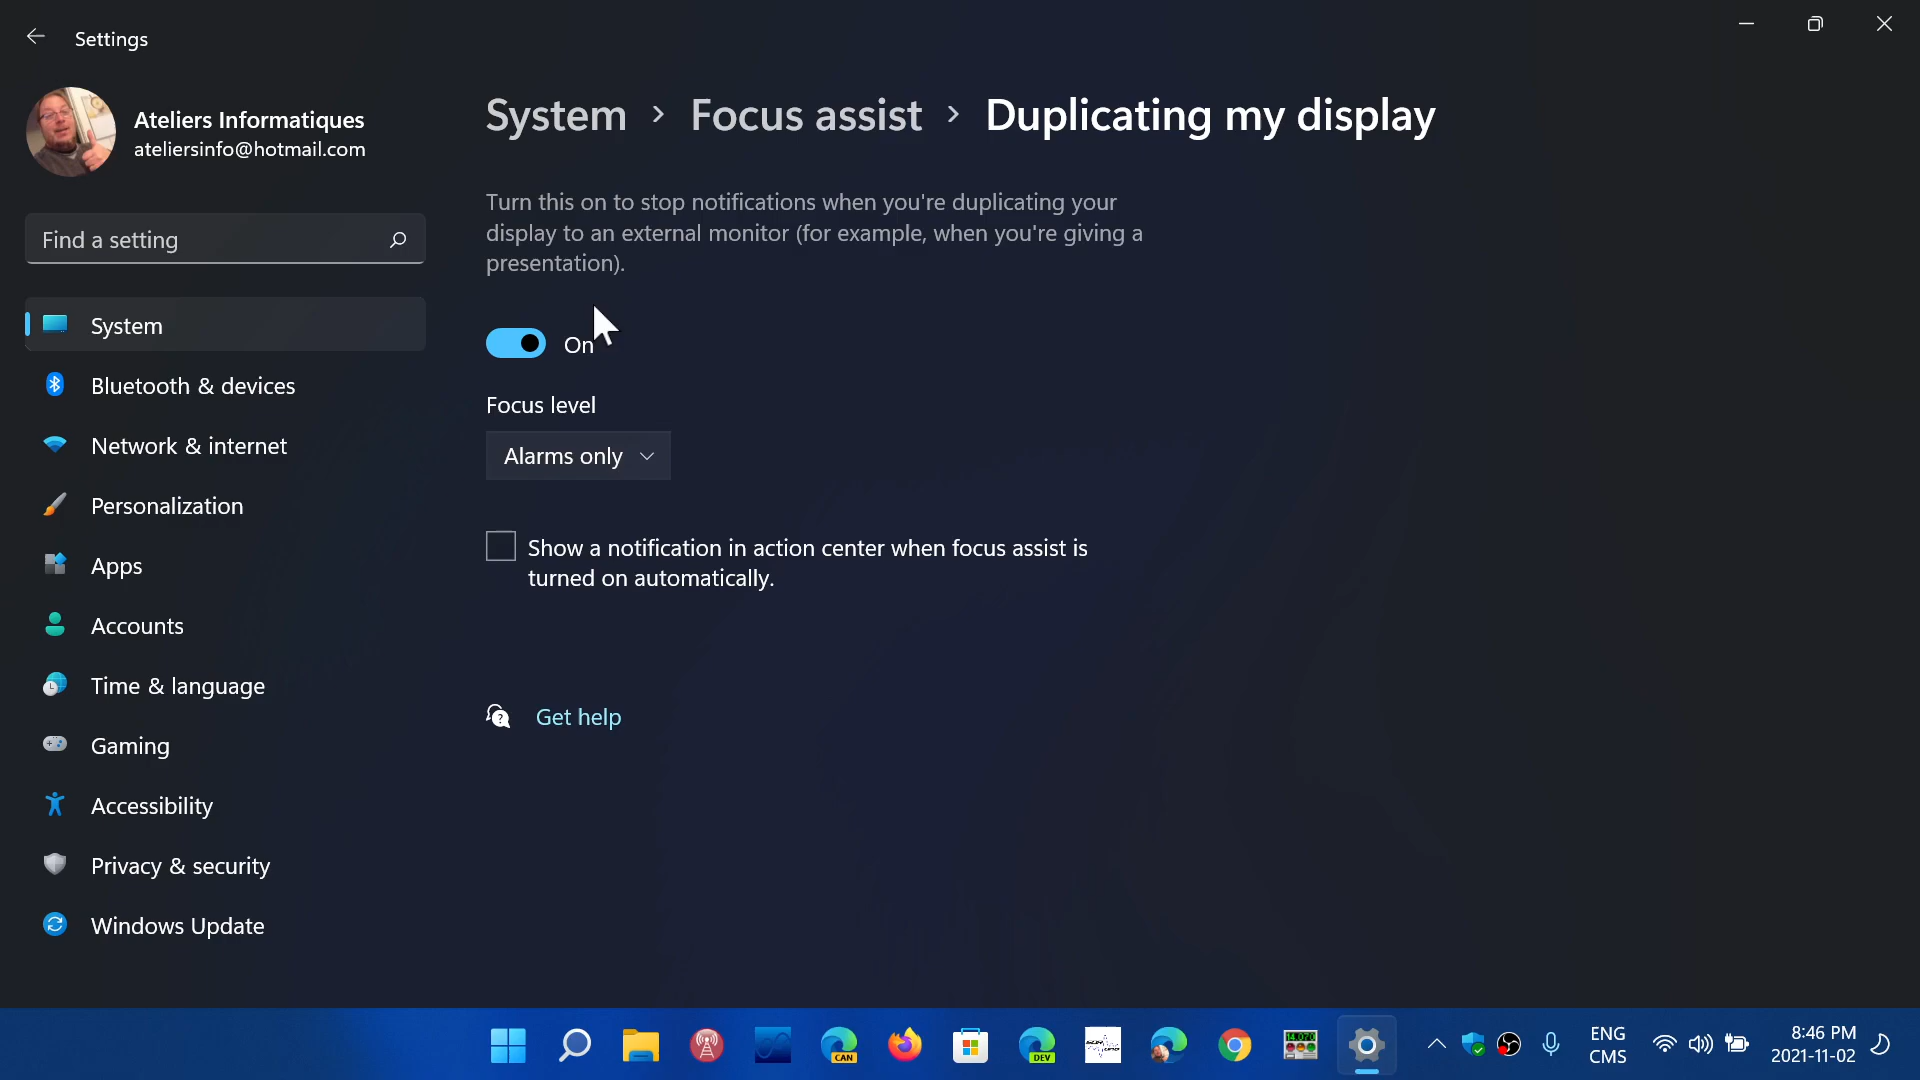 Settings
Ateliers Informatiques
ateliersinfo@hotmail.com
Find a setting
System
Bluetooth & devices
Network & internet
Personalization
Apps
Accounts
Time & language
Gaming
Accessibility
Privacy & security
Windows Update
System > Focus assist > Duplicating my display
Turn this on to stop notifications when you're duplicating your
display to an external monitor (for example, when you're giving a
presentation).
On
Focus level
Alarms only
Show a notification in action center when focus assist is
turned on automatically.
Get help
CAN
DEV
ENG
CMS
8:46 PM
2021-11-02